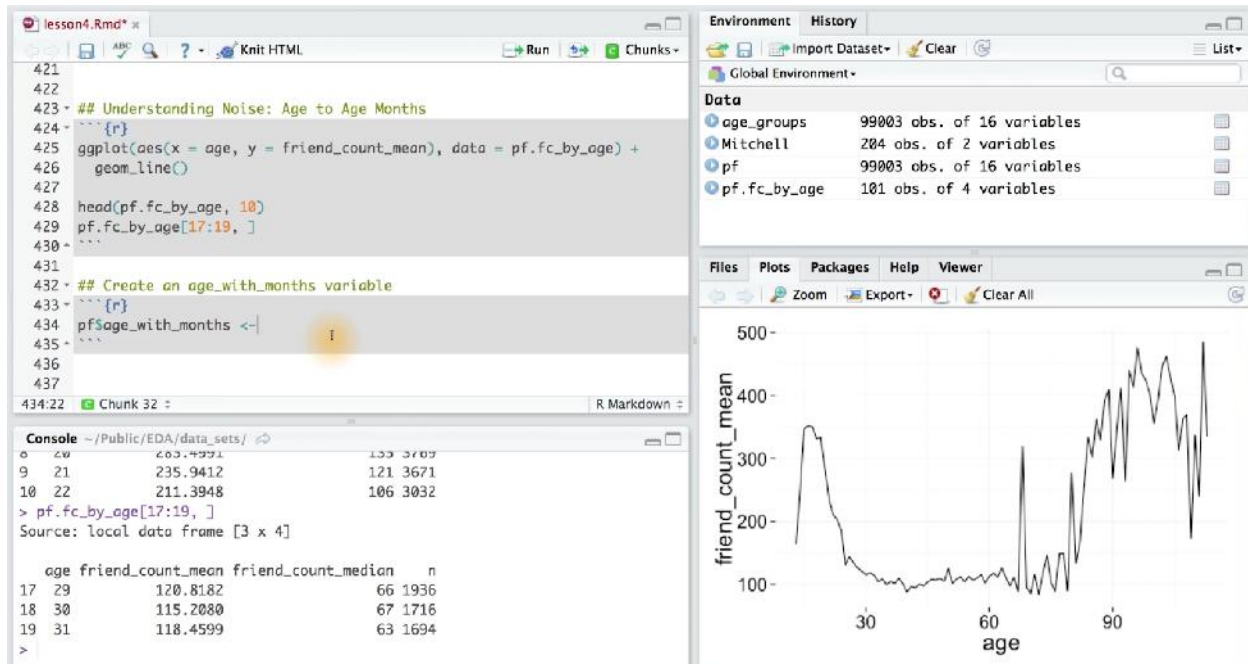 lesson4.Rmd* ×
ABC ? Knit HTML Run Chunks
421
422
423 ## Understanding Noise: Age to Age Months
424 ```{r}
425 ggplot(aes(x = age, y = friend_count_mean), data = pf.fc_by_age) +
426 geom_line()
427
428 head(pf.fc_by_age, 10)
429 pf.fc_by_age[17:19, ]
430 ```
431
432 ## Create an age_with_months variable
433 ```{r}
434 pf$age_with_months <-
435 ```
436
437
434:22 C Chunk 32 R Markdown
Console ~/Public/EDA/data_sets/
8 20 283.4991 135 3769
9 21 235.9412 121 3671
10 22 211.3948 106 3032
> pf.fc_by_age[17:19, ]
Source: local data frame [3 x 4]
age friend_count_mean friend_count_median n
17 29 120.8182 66 1936
18 30 115.2080 67 1716
19 31 118.4599 63 1694
>
Environment History
Import Dataset Clear List
Global Environment
Data
age_groups 99003 obs. of 16 variables
Mitchell 204 obs. of 2 variables
pf 99003 obs. of 16 variables
pf.fc_by_age 101 obs. of 4 variables
Files Plots Packages Help Viewer
Zoom Export Clear All
500
400
300
200
100
friend_count_mean
30 60 90
age